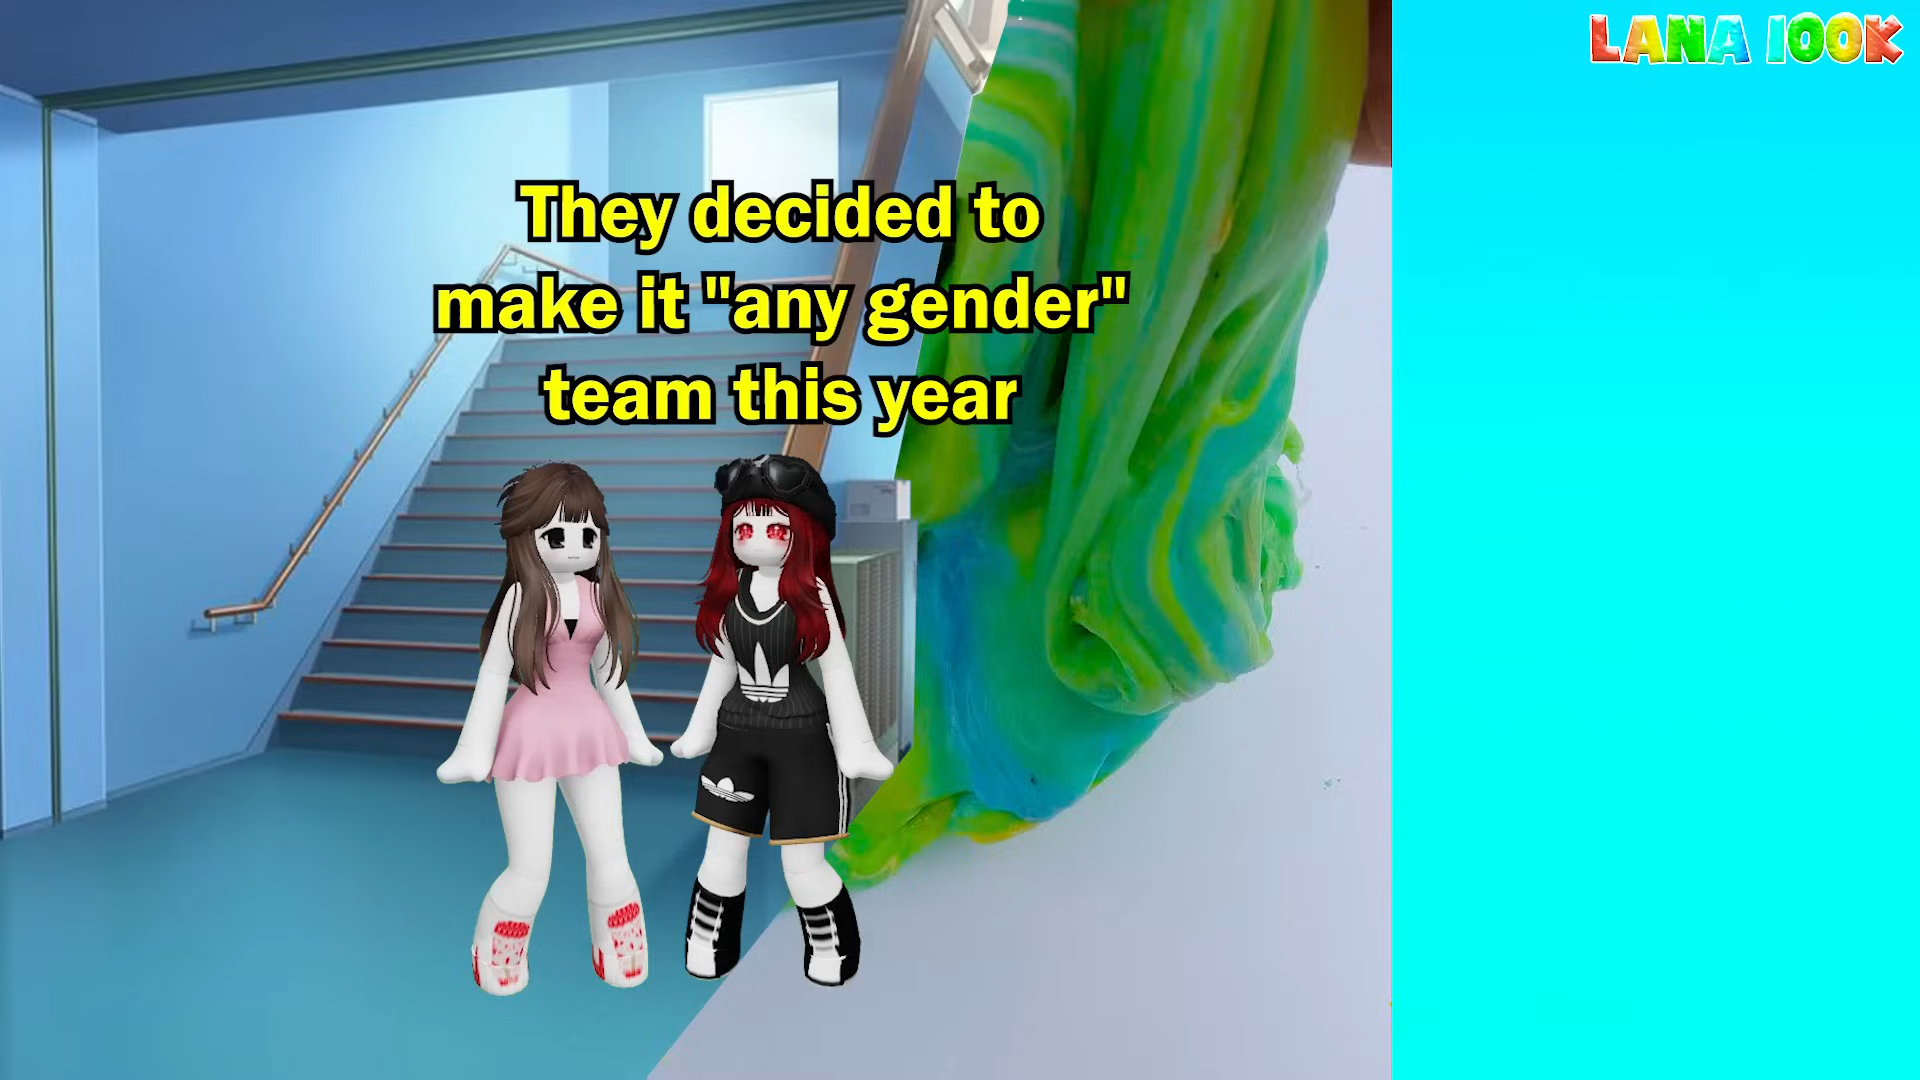 LANA 100K
They decided to
make it "any gender"
team this year